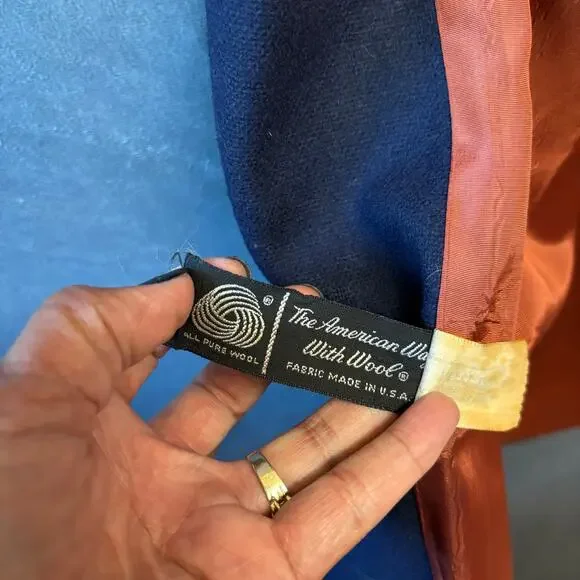 ®
ALL PURE WOOL
The American Wa
With Wool®
FABRIC MADE IN U.S.A.